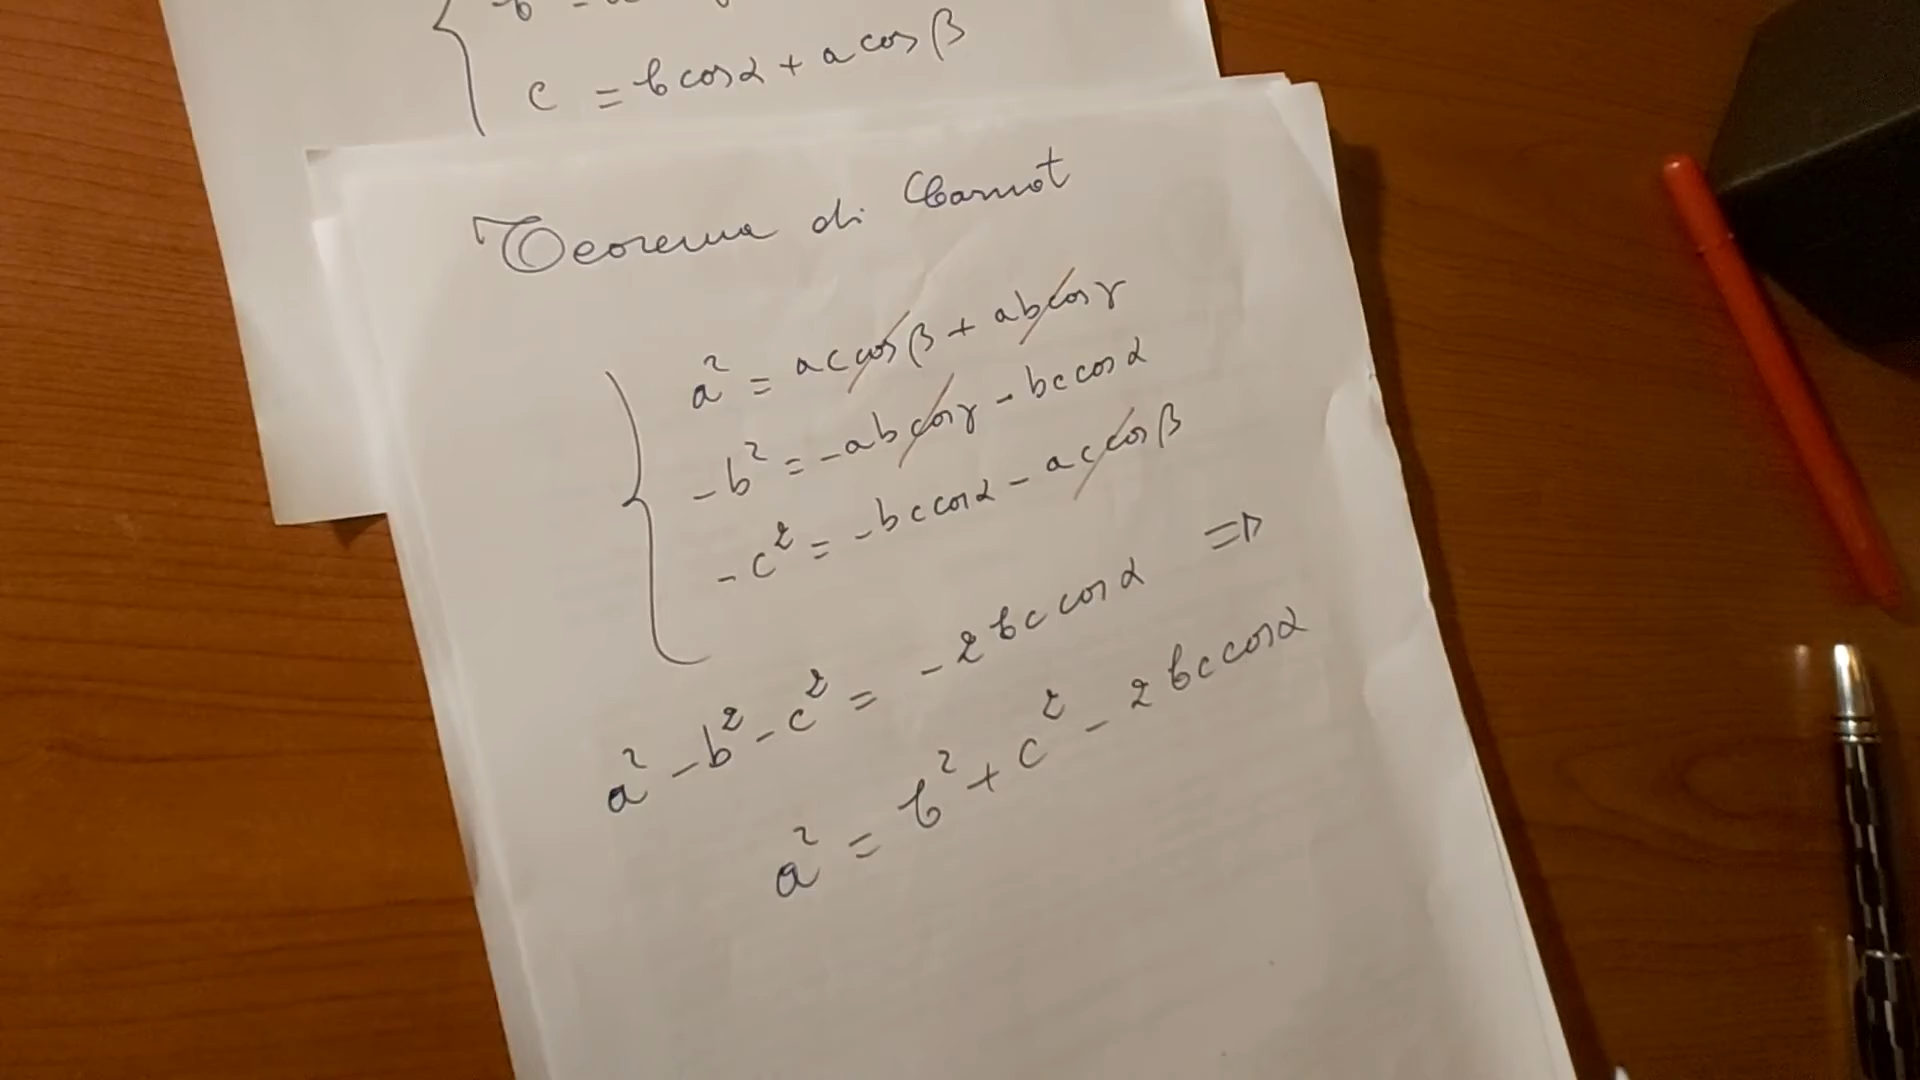 c = b cos α + a cos β
Teorema di Carnot
a² = ac cos β + ab cos γ
-b² = -ab cos γ - bc cos α
-c² = -bc cos α - ac cos β
a² - b² - c² = -2bc cos α ⇒
a² = b² + c² - 2bc cos α